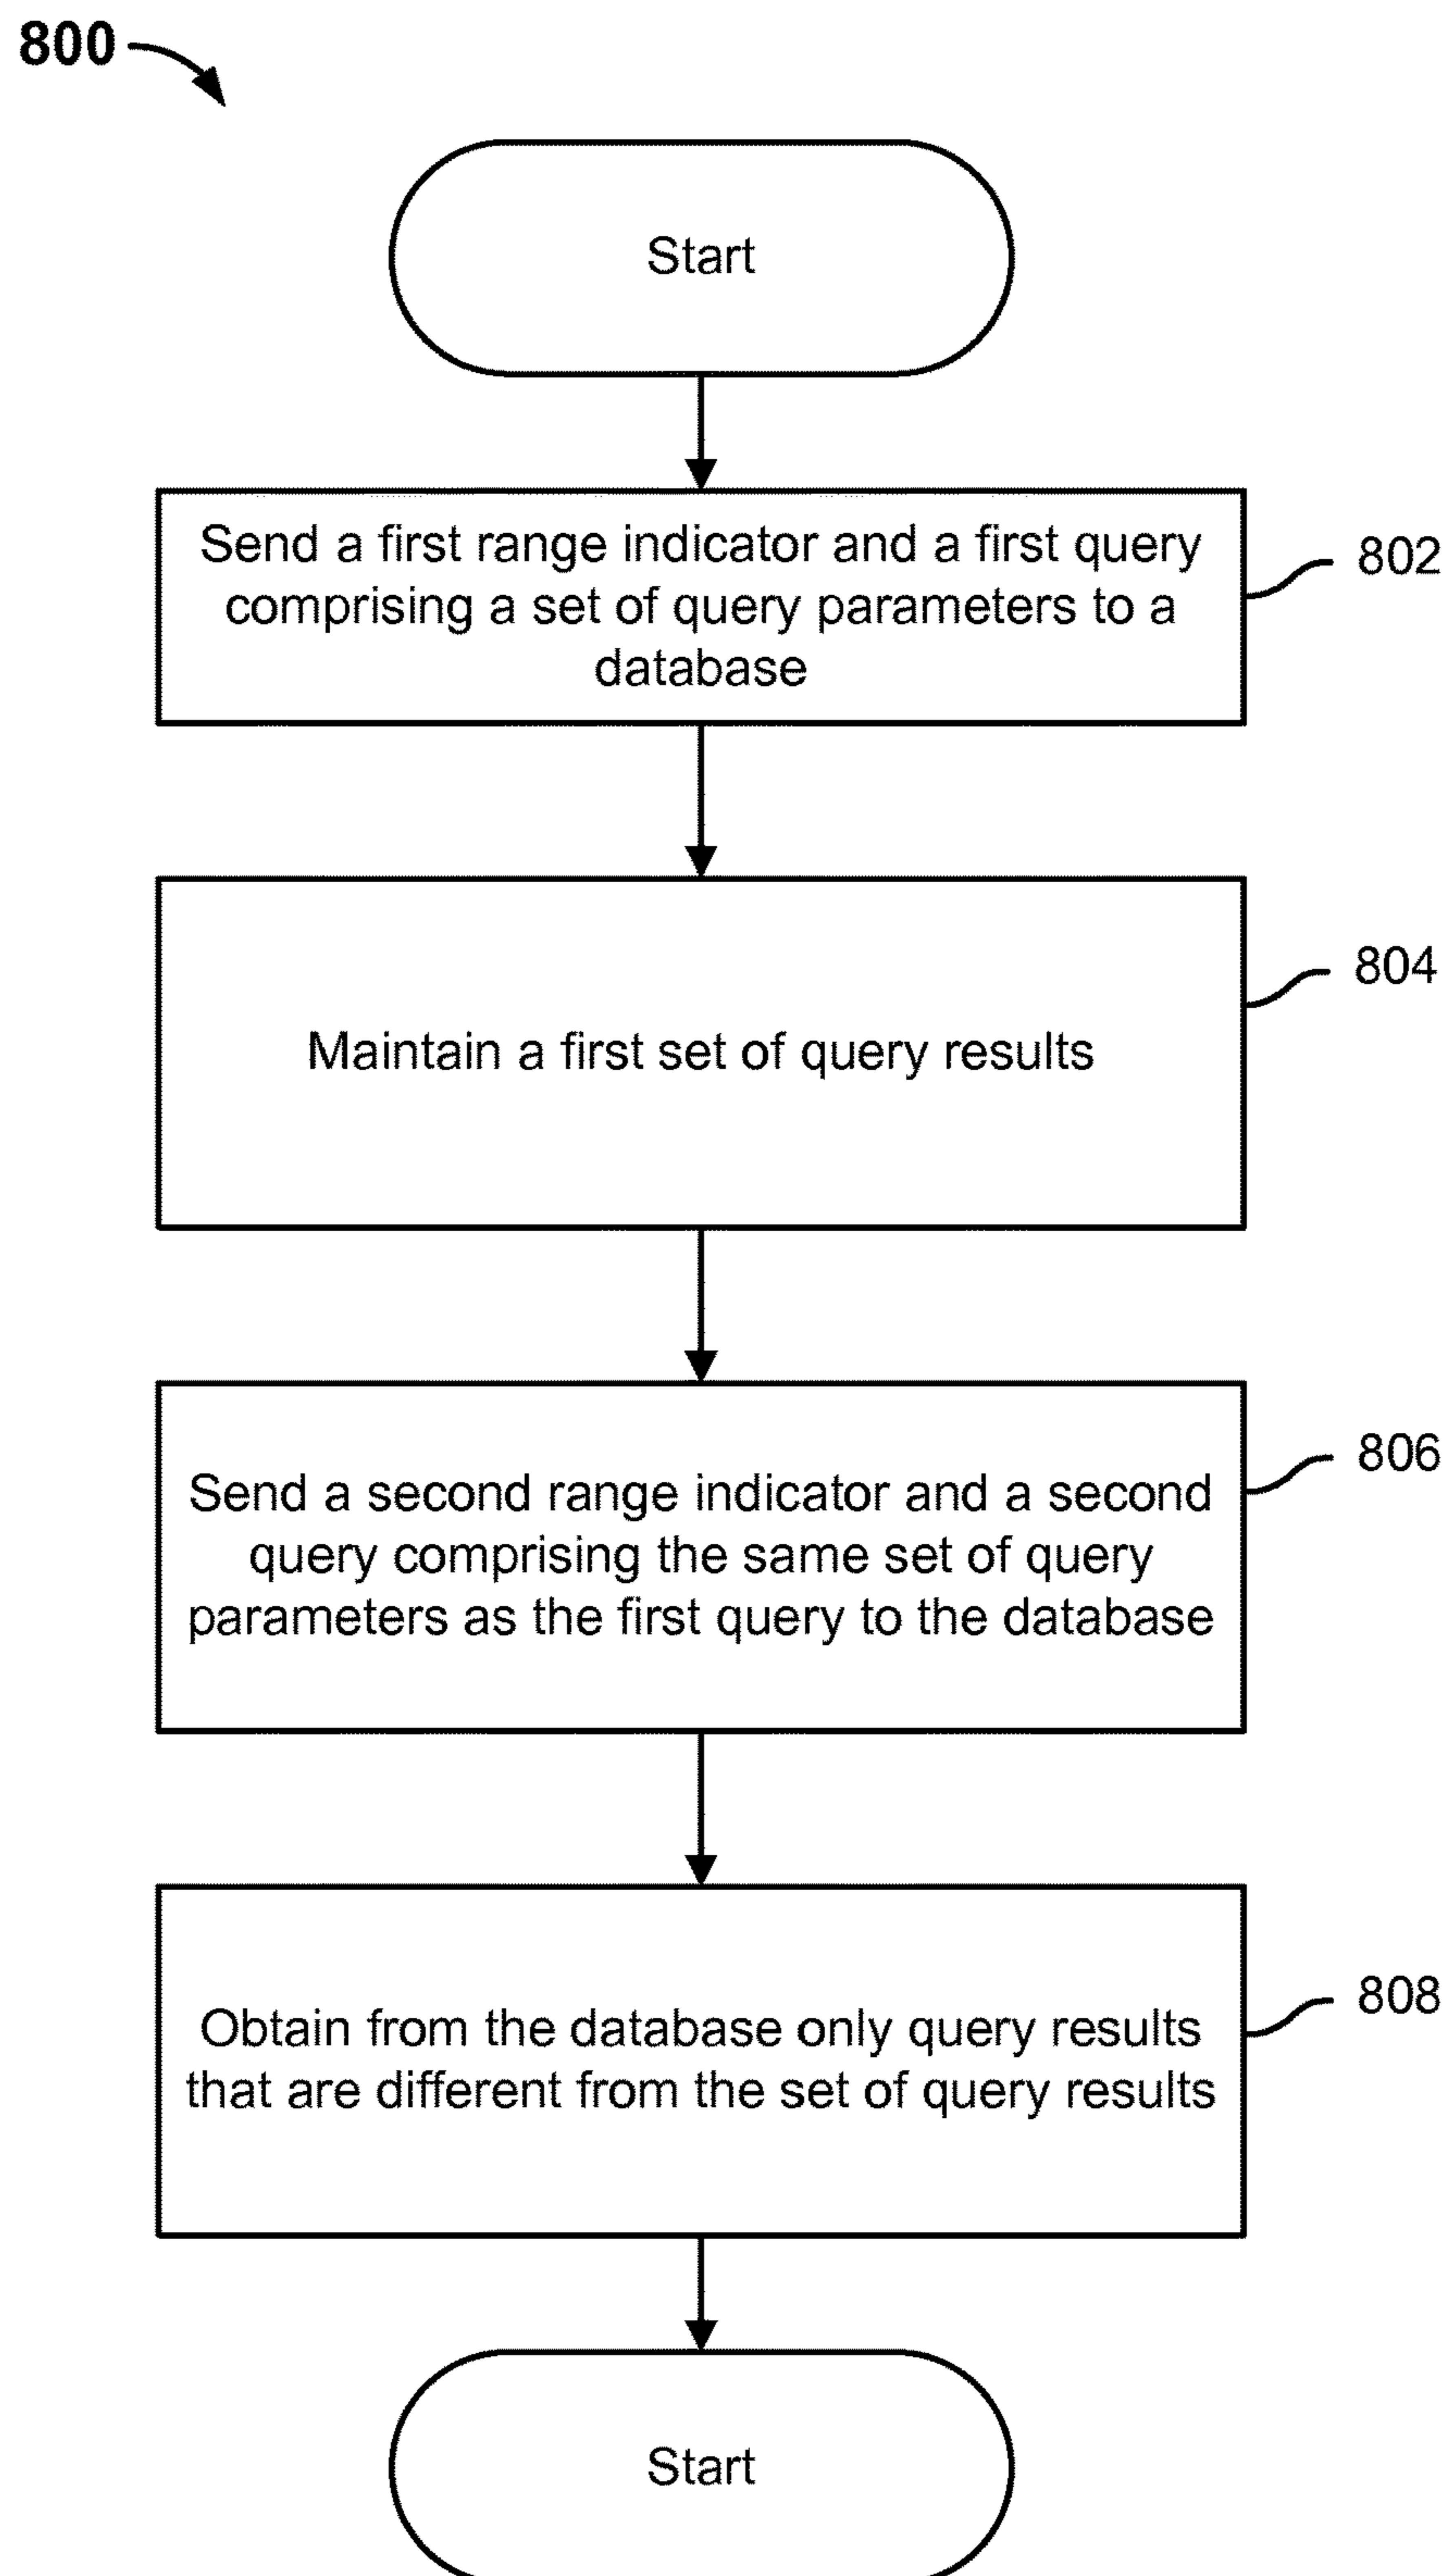 800
Start
Send a first range indicator and a first query
comprising a set of query parameters to a
database
802
Maintain a first set of query results
804
Send a second range indicator and a second
query comprising the same set of query
parameters as the first query to the database
806
Obtain from the database only query results
that are different from the set of query results
808
Start